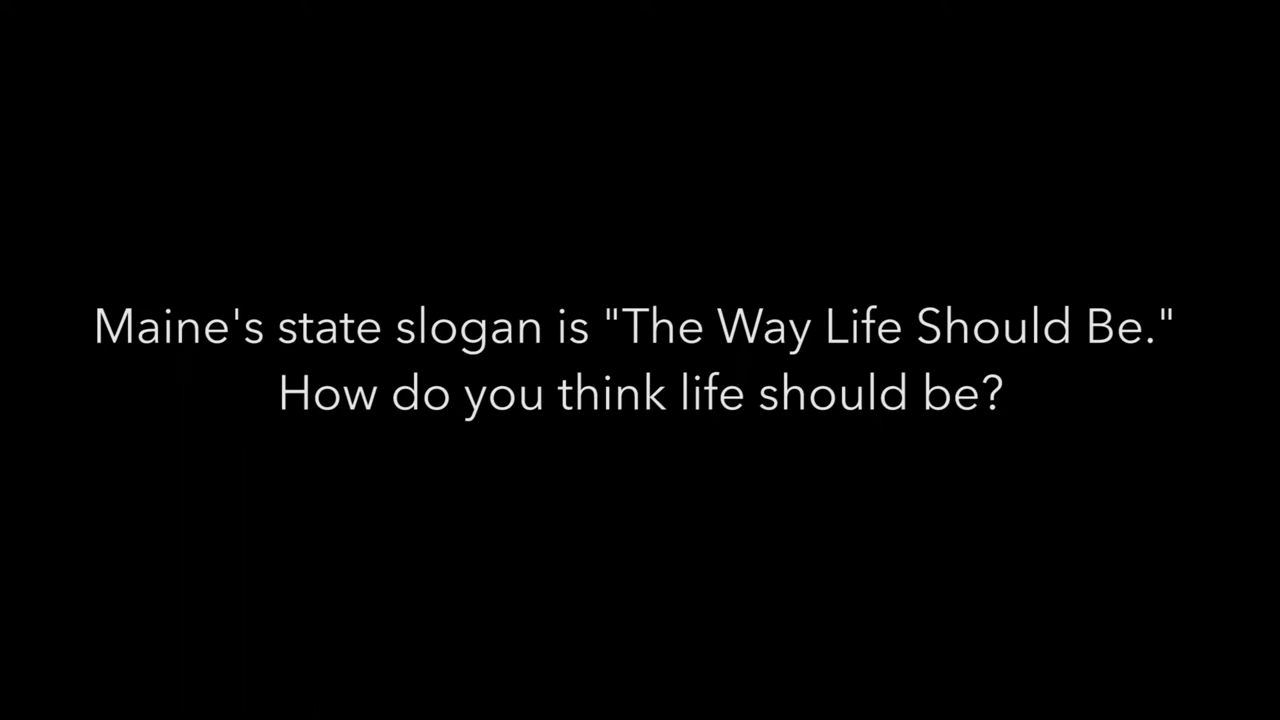 Maine's state slogan is "The Way Life Should Be."
How do you think life should be?